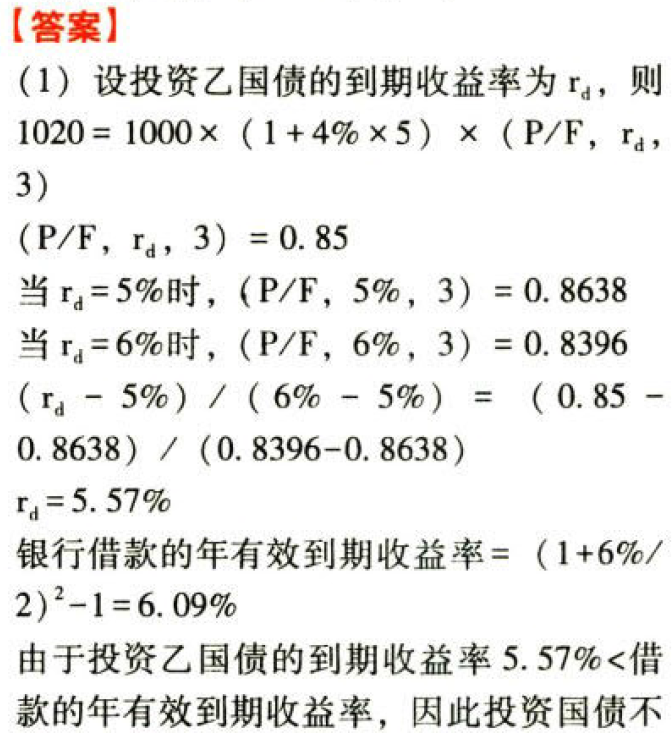 【答案】
(1) 设投资乙国债的到期收益率为 r_d，则
1020 = 1000×（1+4%×5）×（P/F，r_d，
3）
（P/F，r_d，3）= 0.85
当 r_d=5%时，（P/F，5%，3）= 0.8638
当 r_d=6%时，（P/F，6%，3）= 0.8396
（r_d - 5%）/（6% - 5%）=（0.85 -
0.8638）/（0.8396-0.8638）
r_d=5.57%
银行借款的年有效到期收益率=（1+6%/
2）²-1=6.09%
由于投资乙国债的到期收益率 5.57%<借
款的年有效到期收益率，因此投资国债不